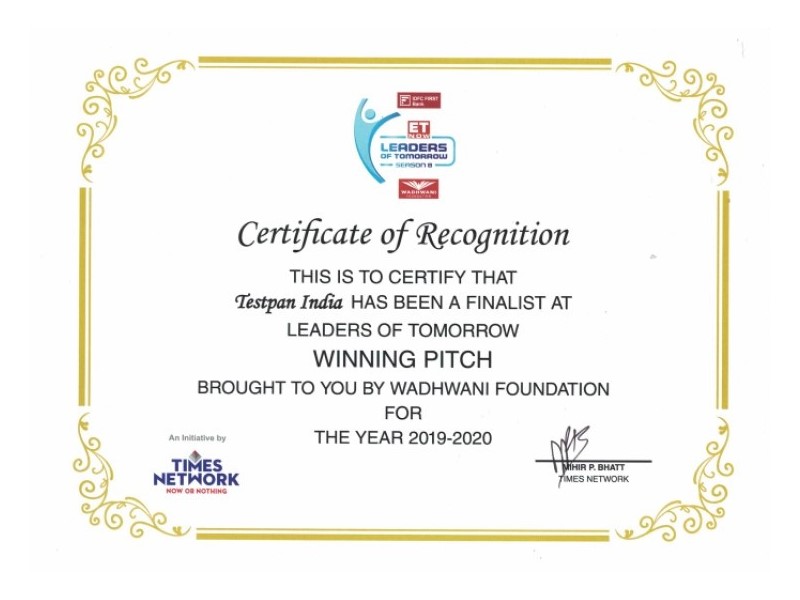 IDFC FIRST
Bank
ET
NOW
LEADERS
OF TOMORROW
SEASON 8
WADHWANI
FOUNDATION
Certificate of Recognition
THIS IS TO CERTIFY THAT
Testpan India HAS BEEN A FINALIST AT
LEADERS OF TOMORROW
WINNING PITCH
BROUGHT TO YOU BY WADHWANI FOUNDATION
FOR
THE YEAR 2019-2020
An Initiative by
TIMES
NETWORK
NOW OR NOTHING
MIHIR P. BHATT
TIMES NETWORK